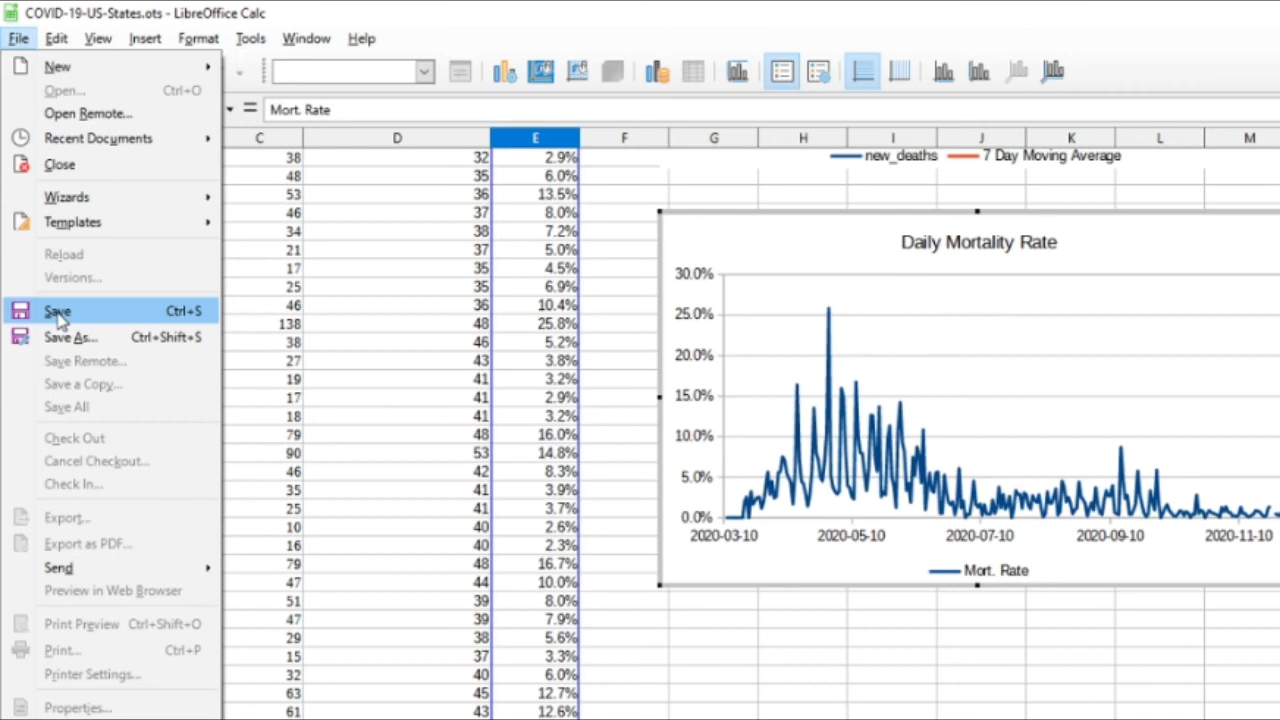 COVID-19-US-States.ots - LibreOffice Calc
File Edit View Insert Format Tools Window Help
New
Open... Ctrl+O
Open Remote...
Recent Documents
Close
Wizards
Templates
Reload
Versions...
Save Ctrl+S
Save As... Ctrl+Shift+S
Save Remote...
Save a Copy...
Save All
Check Out
Cancel Checkout...
Check In...
Export...
Export as PDF...
Send
Preview in Web Browser
Print Preview Ctrl+Shift+O
Print... Ctrl+P
Printer Settings...
Properties...
= Mort. Rate
C D E F G H I J K L M
38 32 2.9%
48 35 6.0%
53 36 13.5%
46 37 8.0%
34 38 7.2%
21 37 5.0%
17 35 4.5%
25 35 6.9%
46 36 10.4%
138 48 25.8%
38 46 5.2%
27 43 3.8%
19 41 3.2%
17 41 2.9%
18 41 3.2%
79 48 16.0%
90 53 14.8%
46 42 8.3%
35 41 3.9%
25 41 3.7%
10 40 2.6%
16 40 2.3%
79 48 16.7%
47 44 10.0%
51 39 8.0%
47 39 7.9%
29 38 5.6%
15 37 3.3%
32 40 6.0%
63 45 12.7%
61 43 12.6%
new_deaths 7 Day Moving Average
Daily Mortality Rate
30.0%
25.0%
20.0%
15.0%
10.0%
5.0%
0.0%
2020-03-10 2020-05-10 2020-07-10 2020-09-10 2020-11-10
Mort. Rate